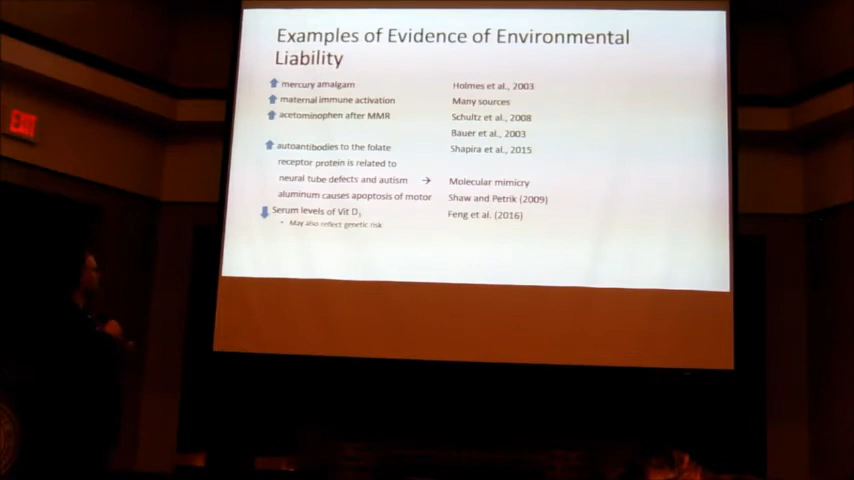 EXIT
Examples of Evidence of Environmental
Liability
mercury amalgam Holmes et al., 2003
maternal immune activation Many sources
acetominophen after MMR Schultz et al., 2008
Bauer et al., 2003
autoantibodies to the folate Shapira et al., 2015
receptor protein is related to
neural tube defects and autism → Molecular mimicry
aluminum causes apoptosis of motor Shaw and Petrik (2009)
Serum levels of Vit D Feng et al. (2016)
- May also reflect genetic risk